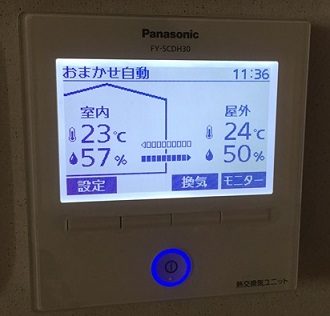 Panasonic
FY-SCDH30
おまかせ自動 11:36
室内 屋外
23℃ 24℃
57% 50%
設定 換気 モニター
熱交換気ユニット